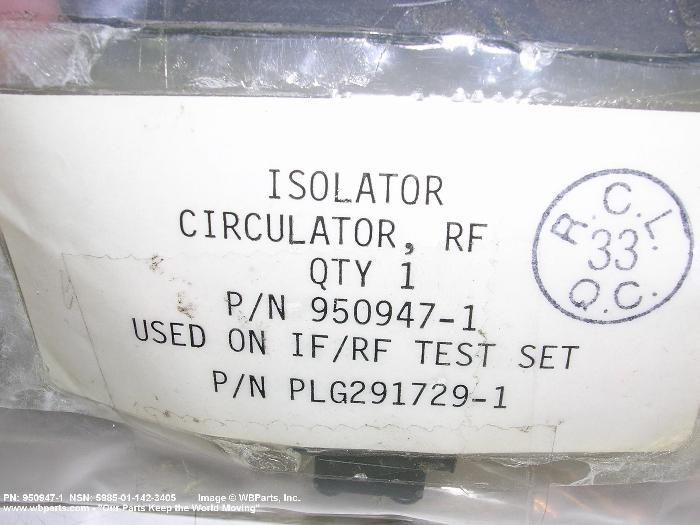 ISOLATOR
CIRCULATOR, RF
QTY 1
P/N 950947-1
USED ON IF/RF TEST SET
P/N PLG291729-1
R.C.L.
33
Q.C.
PN: 950947-1 NSN: 5985-01-142-3405 Image © WBParts, Inc.
www.wbparts.com - "Our Parts Keep the World Moving"